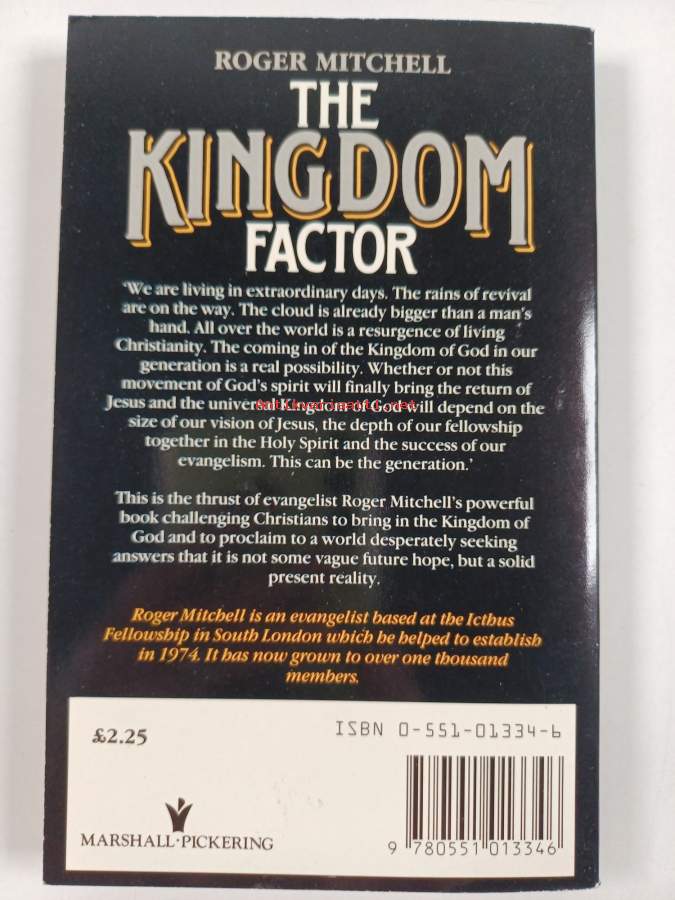 ROGER MITCHELL
THE
KINGDOM
FACTOR
'We are living in extraordinary days. The rains of revival
are on the way. The cloud is already bigger than a man's
hand. All over the world is a resurgence of living
Christianity. The coming in of the Kingdom of God in our
generation is a real possibility. Whether or not this
movement of God's spirit will finally bring the return of
Jesus and the universal Kingdom of God will depend on the
size of our vision of Jesus, the depth of our fellowship
together in the Holy Spirit and the success of our
evangelism. This can be the generation.'
This is the thrust of evangelist Roger Mitchell's powerful
book challenging Christians to bring in the Kingdom of
God and to proclaim to a world desperately seeking
answers that it is not some vague future hope, but a solid
present reality.
Roger Mitchell is an evangelist based at the Icthus
Fellowship in South London which he helped to establish
in 1974. It has now grown to over one thousand
members.
£2.25
ISBN 0-551-01334-6
MARSHALL·PICKERING
9 780551 013346